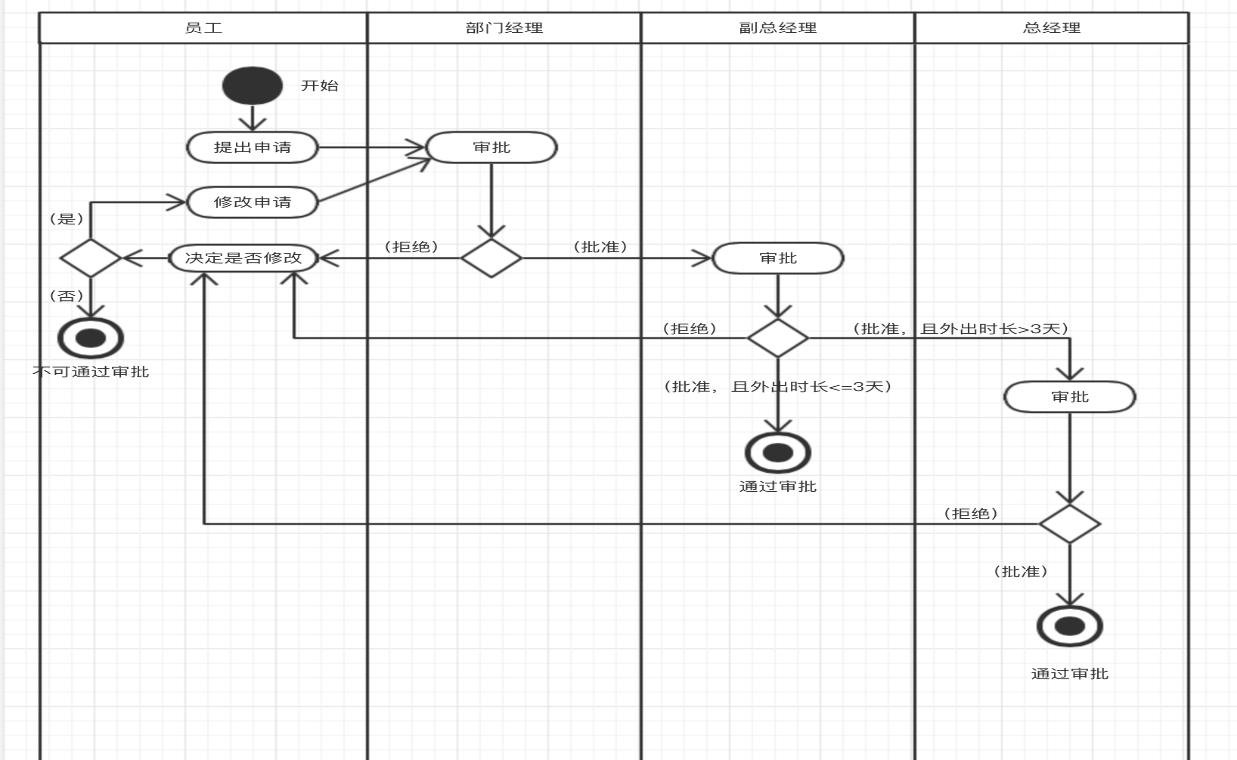 员工
部门经理
副总经理
总经理
开始
提出申请
审批
修改申请
（是）
决定是否修改
（拒绝）
（批准）
审批
（否）
不可通过审批
（拒绝）
（批准，且外出时长>3天）
（批准，且外出时长<=3天）
审批
通过审批
（拒绝）
（批准）
通过审批